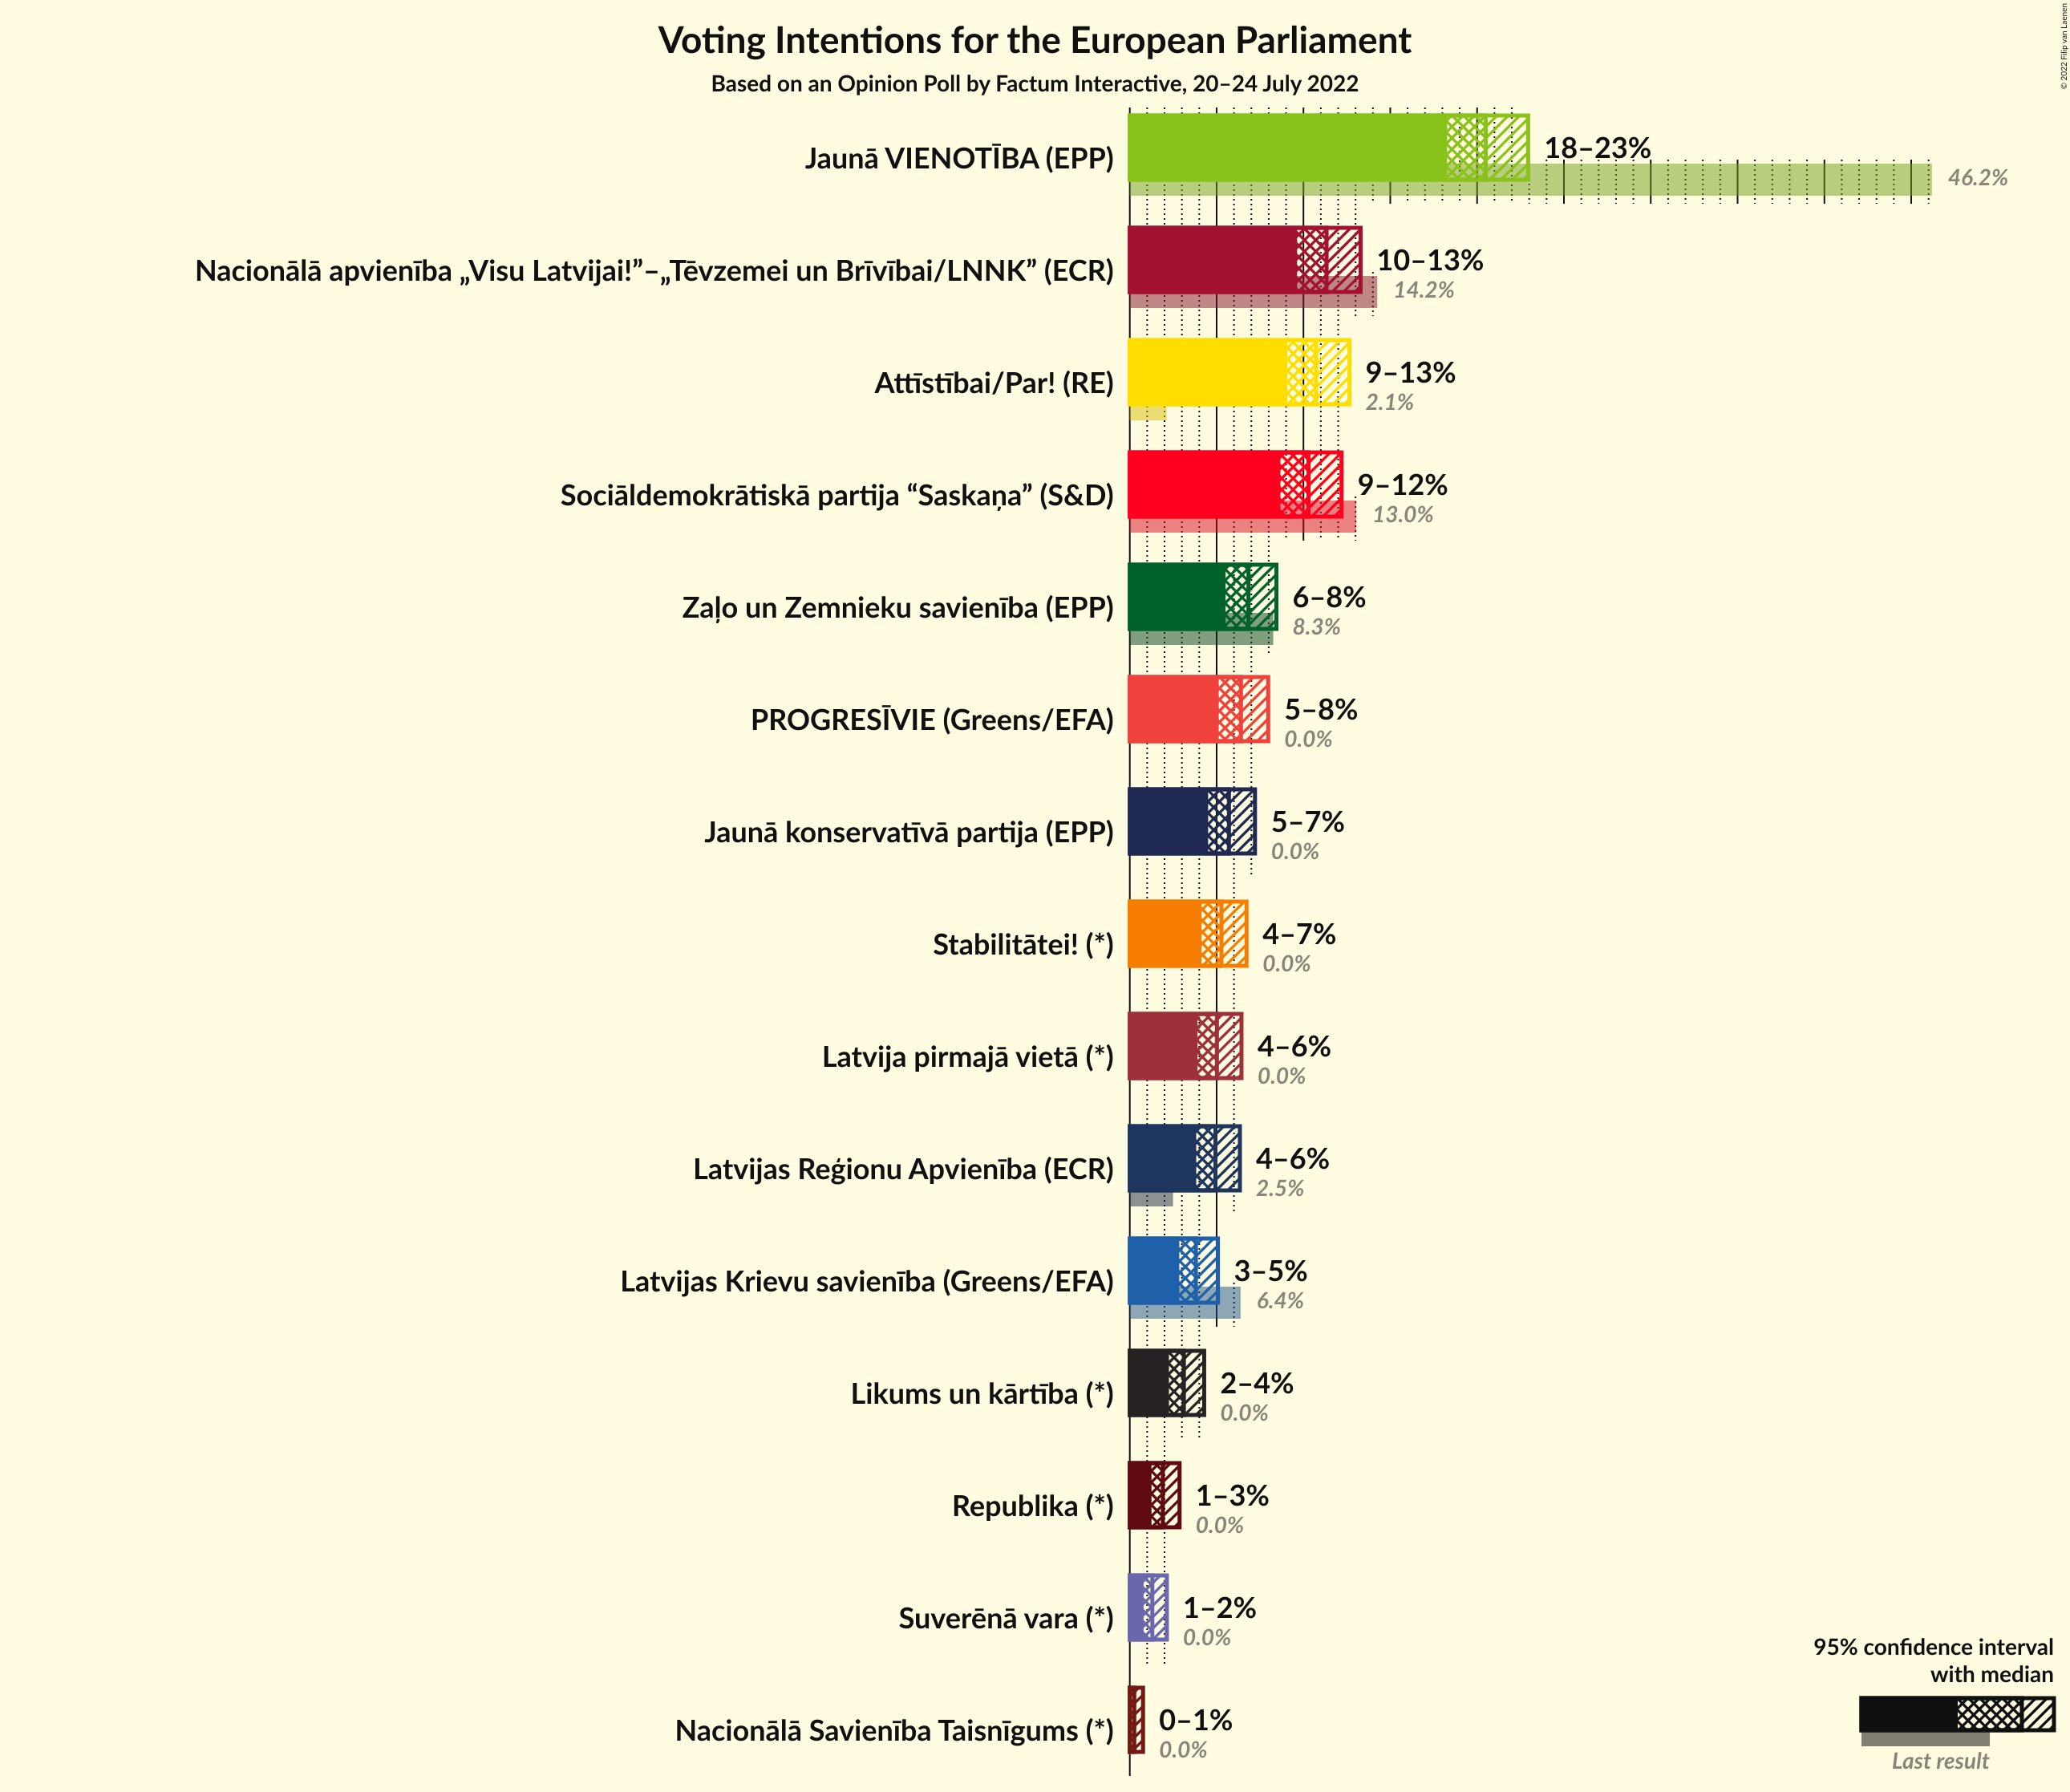 Voting Intentions for the European Parliament
Based on an Opinion Poll by Factum Interactive, 20–24 July 2022
© 2022 Filip van Laenen
Jaunā VIENOTĪBA (EPP)
18–23%
46.2%
Nacionālā apvienība „Visu Latvijai!”–„Tēvzemei un Brīvībai/LNNK” (ECR)
10–13%
14.2%
Attīstībai/Par! (RE)
9–13%
2.1%
Sociāldemokrātiskā partija “Saskaņa” (S&D)
9–12%
13.0%
Zaļo un Zemnieku savienība (EPP)
6–8%
8.3%
PROGRESĪVIE (Greens/EFA)
5–8%
0.0%
Jaunā konservatīvā partija (EPP)
5–7%
0.0%
Stabilitātei! (*)
4–7%
0.0%
Latvija pirmajā vietā (*)
4–6%
0.0%
Latvijas Reģionu Apvienība (ECR)
4–6%
2.5%
Latvijas Krievu savienība (Greens/EFA)
3–5%
6.4%
Likums un kārtība (*)
2–4%
0.0%
Republika (*)
1–3%
0.0%
Suverēnā vara (*)
1–2%
0.0%
Nacionālā Savienība Taisnīgums (*)
0–1%
0.0%
95% confidence interval
with median
Last result